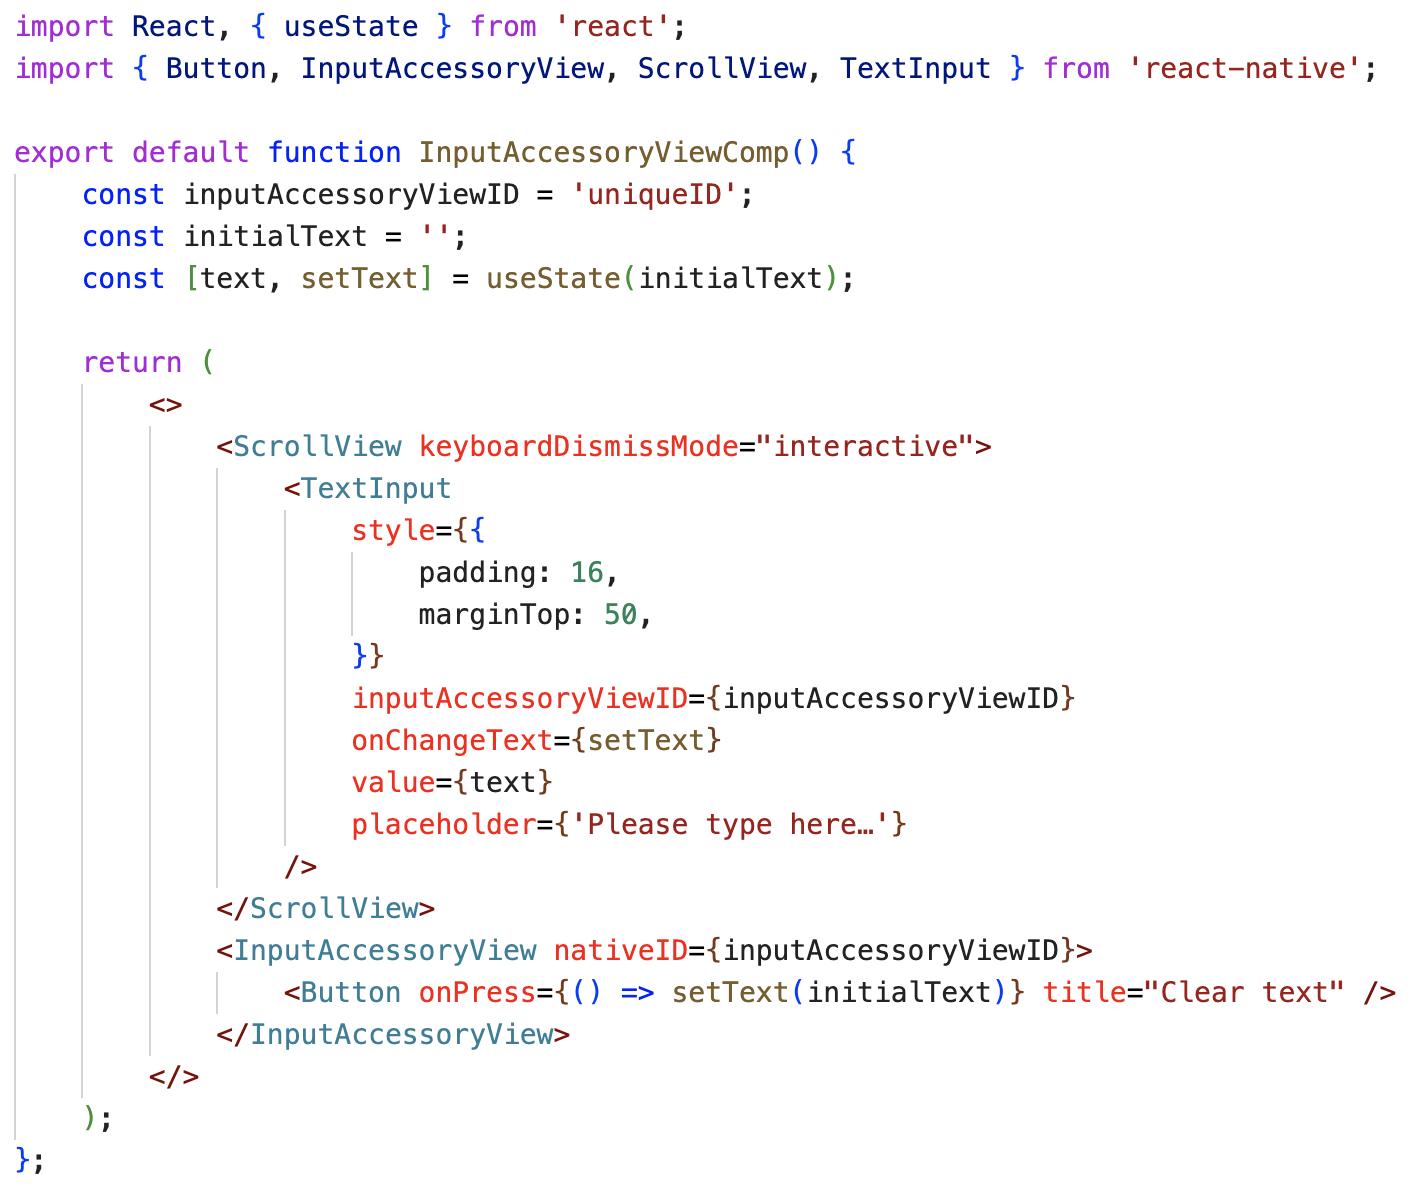 import React, { useState } from 'react';
import { Button, InputAccessoryView, ScrollView, TextInput } from 'react-native';

export default function InputAccessoryViewComp() {
    const inputAccessoryViewID = 'uniqueID';
    const initialText = '';
    const [text, setText] = useState(initialText);

    return (
        <>
            <ScrollView keyboardDismissMode="interactive">
                <TextInput
                    style={{
                        padding: 16,
                        marginTop: 50,
                    }}
                    inputAccessoryViewID={inputAccessoryViewID}
                    onChangeText={setText}
                    value={text}
                    placeholder={'Please type here…'}
                />
            </ScrollView>
            <InputAccessoryView nativeID={inputAccessoryViewID}>
                <Button onPress={() => setText(initialText)} title="Clear text" />
            </InputAccessoryView>
        </>
    );
};